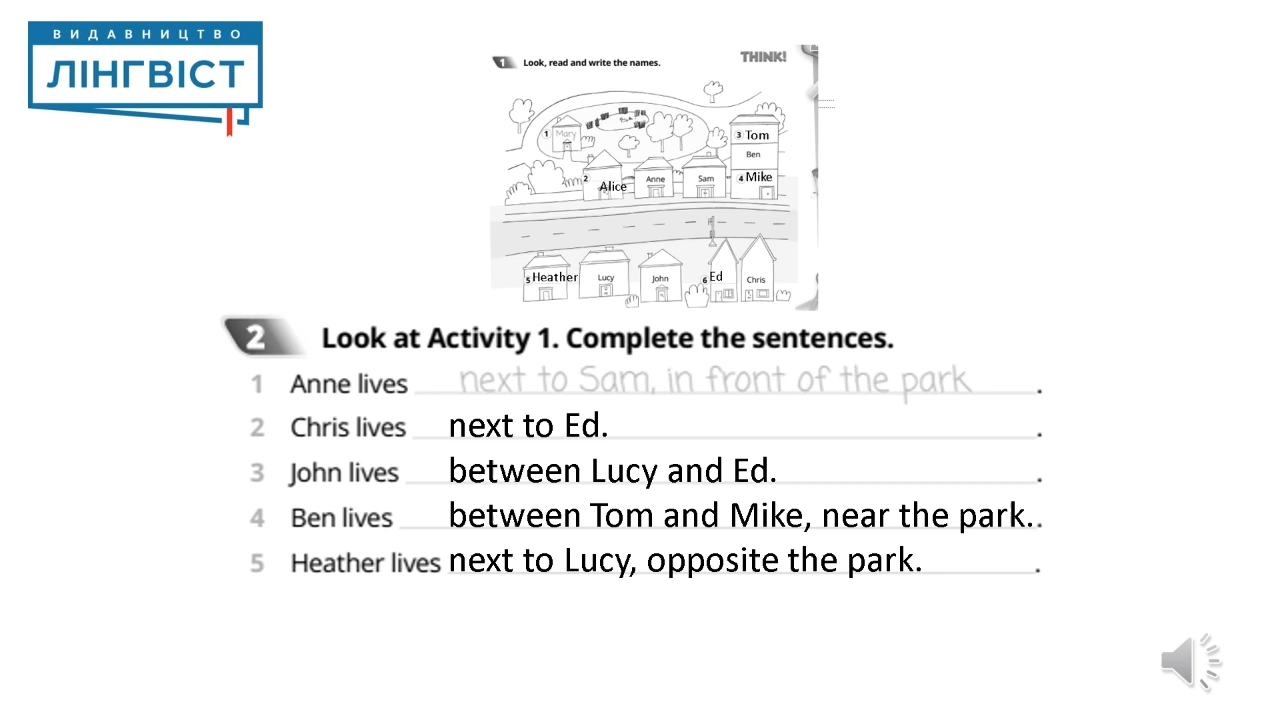 ВИДАВНИЦТВО
ЛІНГВІСТ
1 Look, read and write the names.
THINK!
1 Mary
3 Tom
Ben
2 Alice
Anne
Sam
4 Mike
5 Heather
Lucy
John
6 Ed
Chris
2 Look at Activity 1. Complete the sentences.
1 Anne lives next to Sam, in front of the park.
2 Chris lives next to Ed. .
3 John lives between Lucy and Ed. .
4 Ben lives between Tom and Mike, near the park. .
5 Heather lives next to Lucy, opposite the park. .